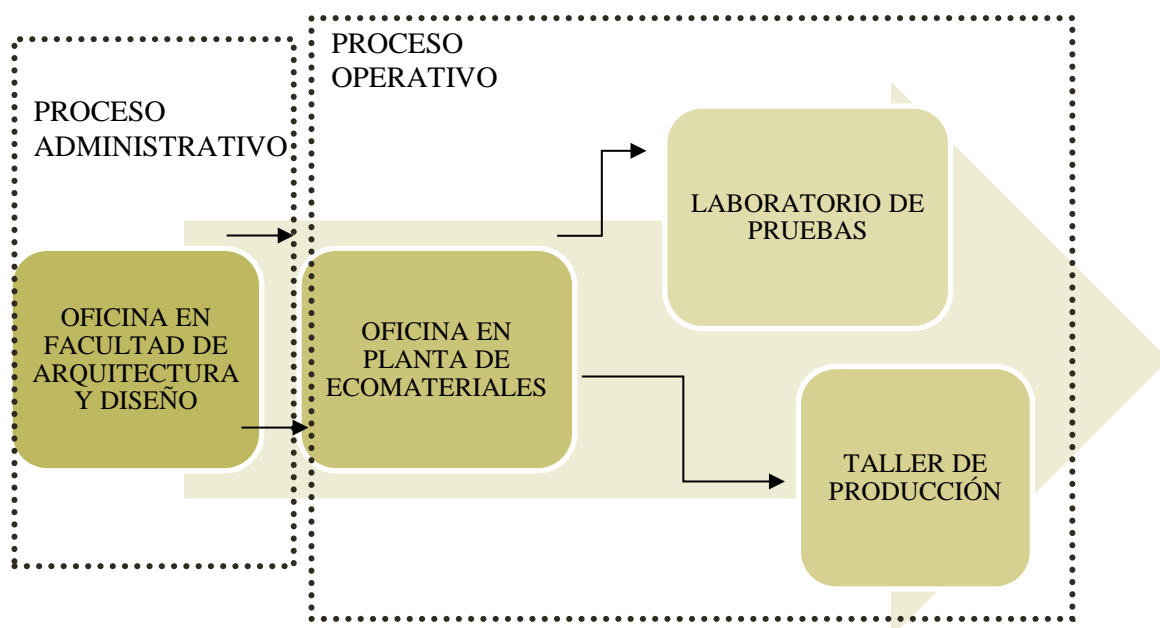 PROCESO
ADMINISTRATIVO
PROCESO
OPERATIVO
OFICINA EN
FACULTAD DE
ARQUITECTURA
Y DISEÑO
OFICINA EN
PLANTA DE
ECOMATERIALES
LABORATORIO DE
PRUEBAS
TALLER DE
PRODUCCIÓN